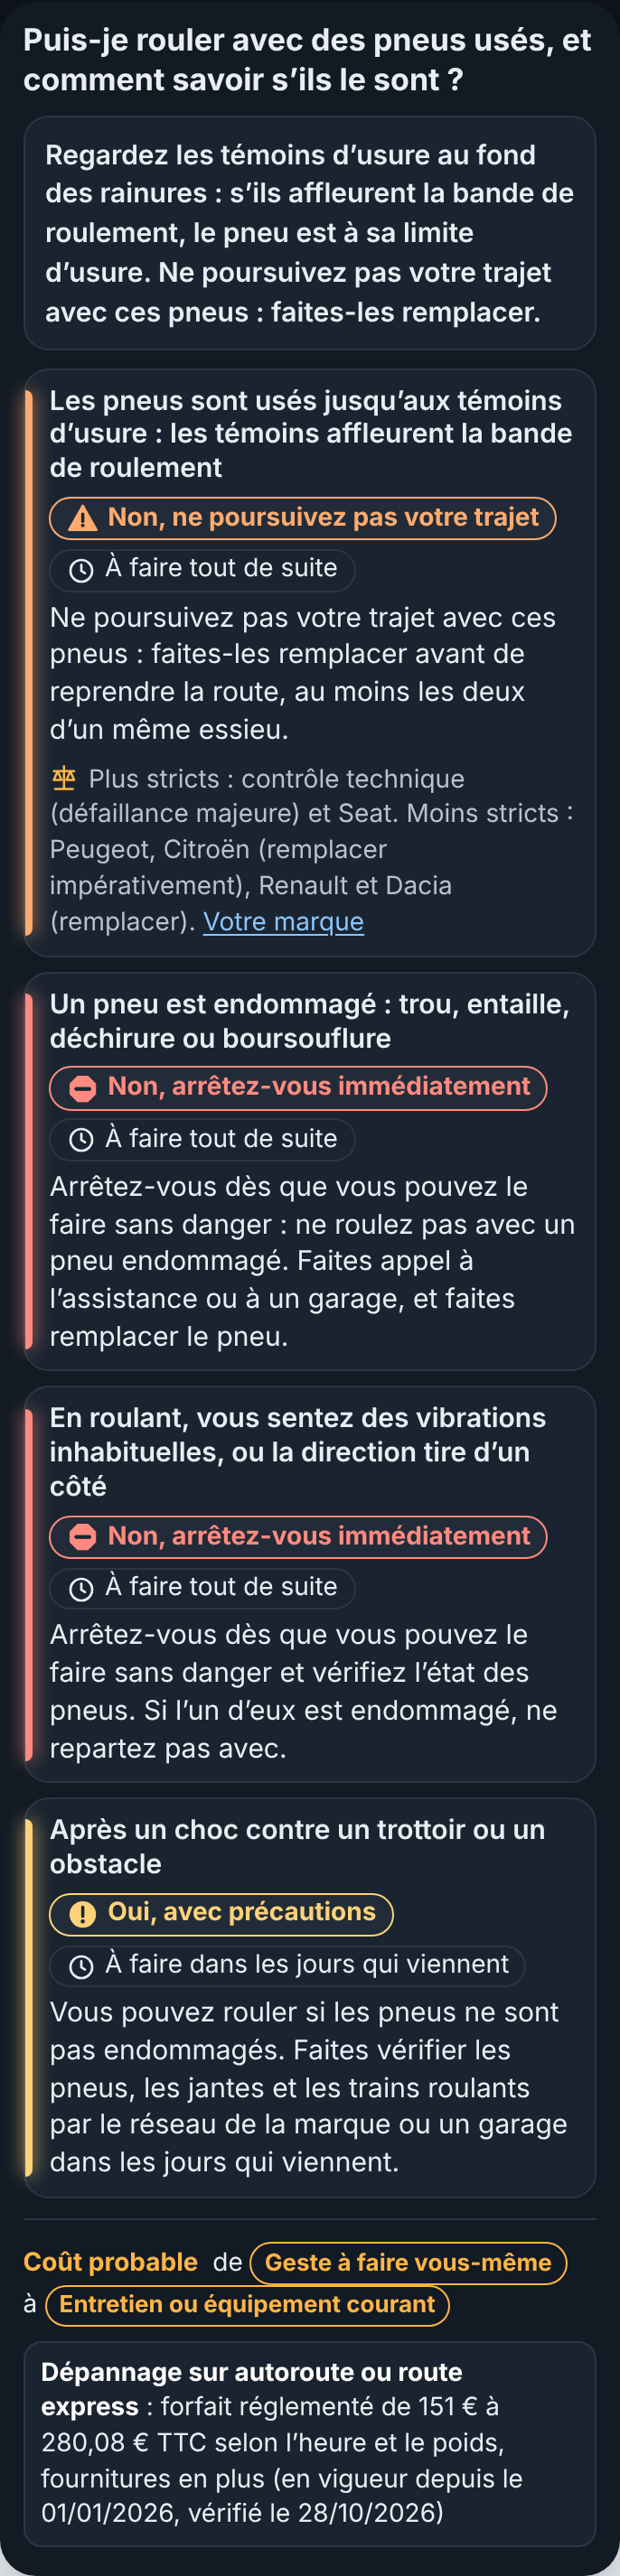 Puis-je rouler avec des pneus usés, et
comment savoir s’ils le sont ?
Regardez les témoins d’usure au fond
des rainures : s’ils affleurent la bande de
roulement, le pneu est à sa limite
d’usure. Ne poursuivez pas votre trajet
avec ces pneus : faites-les remplacer.
Les pneus sont usés jusqu’aux témoins
d’usure : les témoins affleurent la bande
de roulement
Non, ne poursuivez pas votre trajet
À faire tout de suite
Ne poursuivez pas votre trajet avec ces
pneus : faites-les remplacer avant de
reprendre la route, au moins les deux
d’un même essieu.
Plus stricts : contrôle technique
(défaillance majeure) et Seat. Moins stricts :
Peugeot, Citroën (remplacer
impérativement), Renault et Dacia
(remplacer). Votre marque
Un pneu est endommagé : trou, entaille,
déchirure ou boursouflure
Non, arrêtez-vous immédiatement
À faire tout de suite
Arrêtez-vous dès que vous pouvez le
faire sans danger : ne roulez pas avec un
pneu endommagé. Faites appel à
l’assistance ou à un garage, et faites
remplacer le pneu.
En roulant, vous sentez des vibrations
inhabituelles, ou la direction tire d’un
côté
Non, arrêtez-vous immédiatement
À faire tout de suite
Arrêtez-vous dès que vous pouvez le
faire sans danger et vérifiez l’état des
pneus. Si l’un d’eux est endommagé, ne
repartez pas avec.
Après un choc contre un trottoir ou un
obstacle
Oui, avec précautions
À faire dans les jours qui viennent
Vous pouvez rouler si les pneus ne sont
pas endommagés. Faites vérifier les
pneus, les jantes et les trains roulants
par le réseau de la marque ou un garage
dans les jours qui viennent.
Coût probable de Geste à faire vous-même
à Entretien ou équipement courant
Dépannage sur autoroute ou route
express : forfait réglementé de 151 € à
280,08 € TTC selon l’heure et le poids,
fournitures en plus (en vigueur depuis le
01/01/2026, vérifié le 28/10/2026)